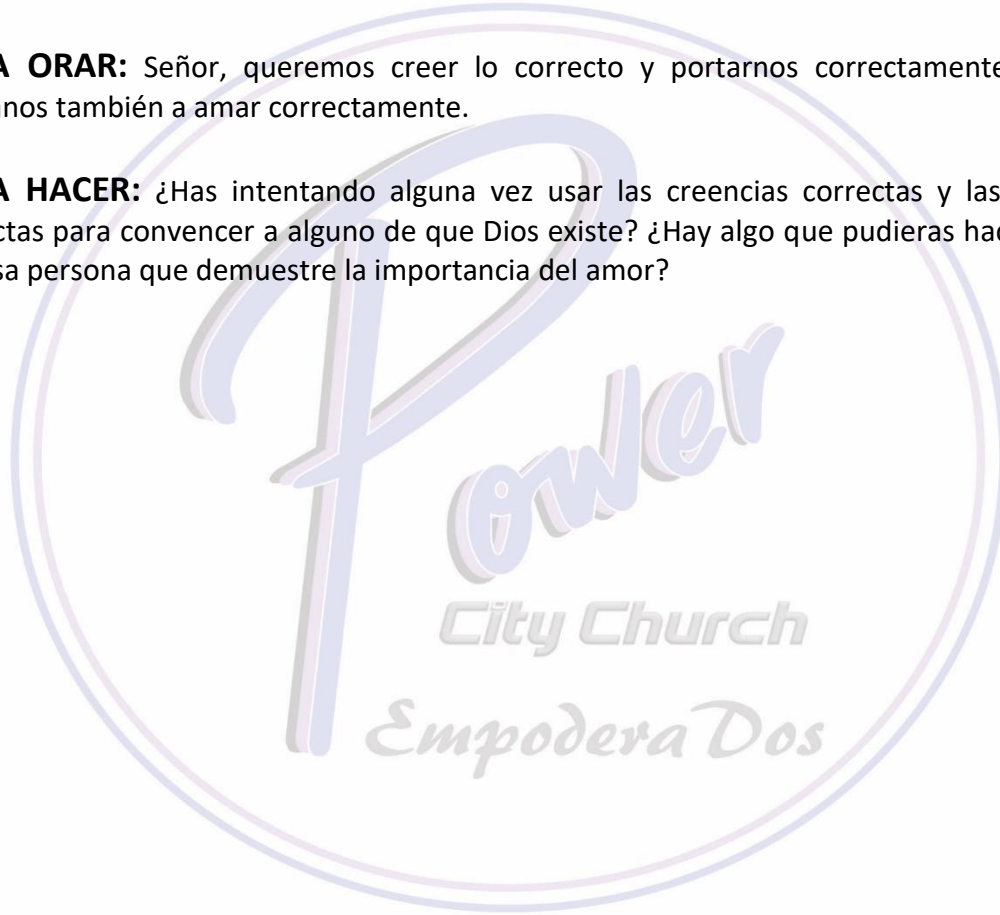 A ORAR: Señor, queremos creer lo correcto y portarnos correctamente
nos también a amar correctamente.
A HACER: ¿Has intentando alguna vez usar las creencias correctas y las
ctas para convencer a alguno de que Dios existe? ¿Hay algo que pudieras hac
sa persona que demuestre la importancia del amor?
Power
City Church
EmpoderaDos